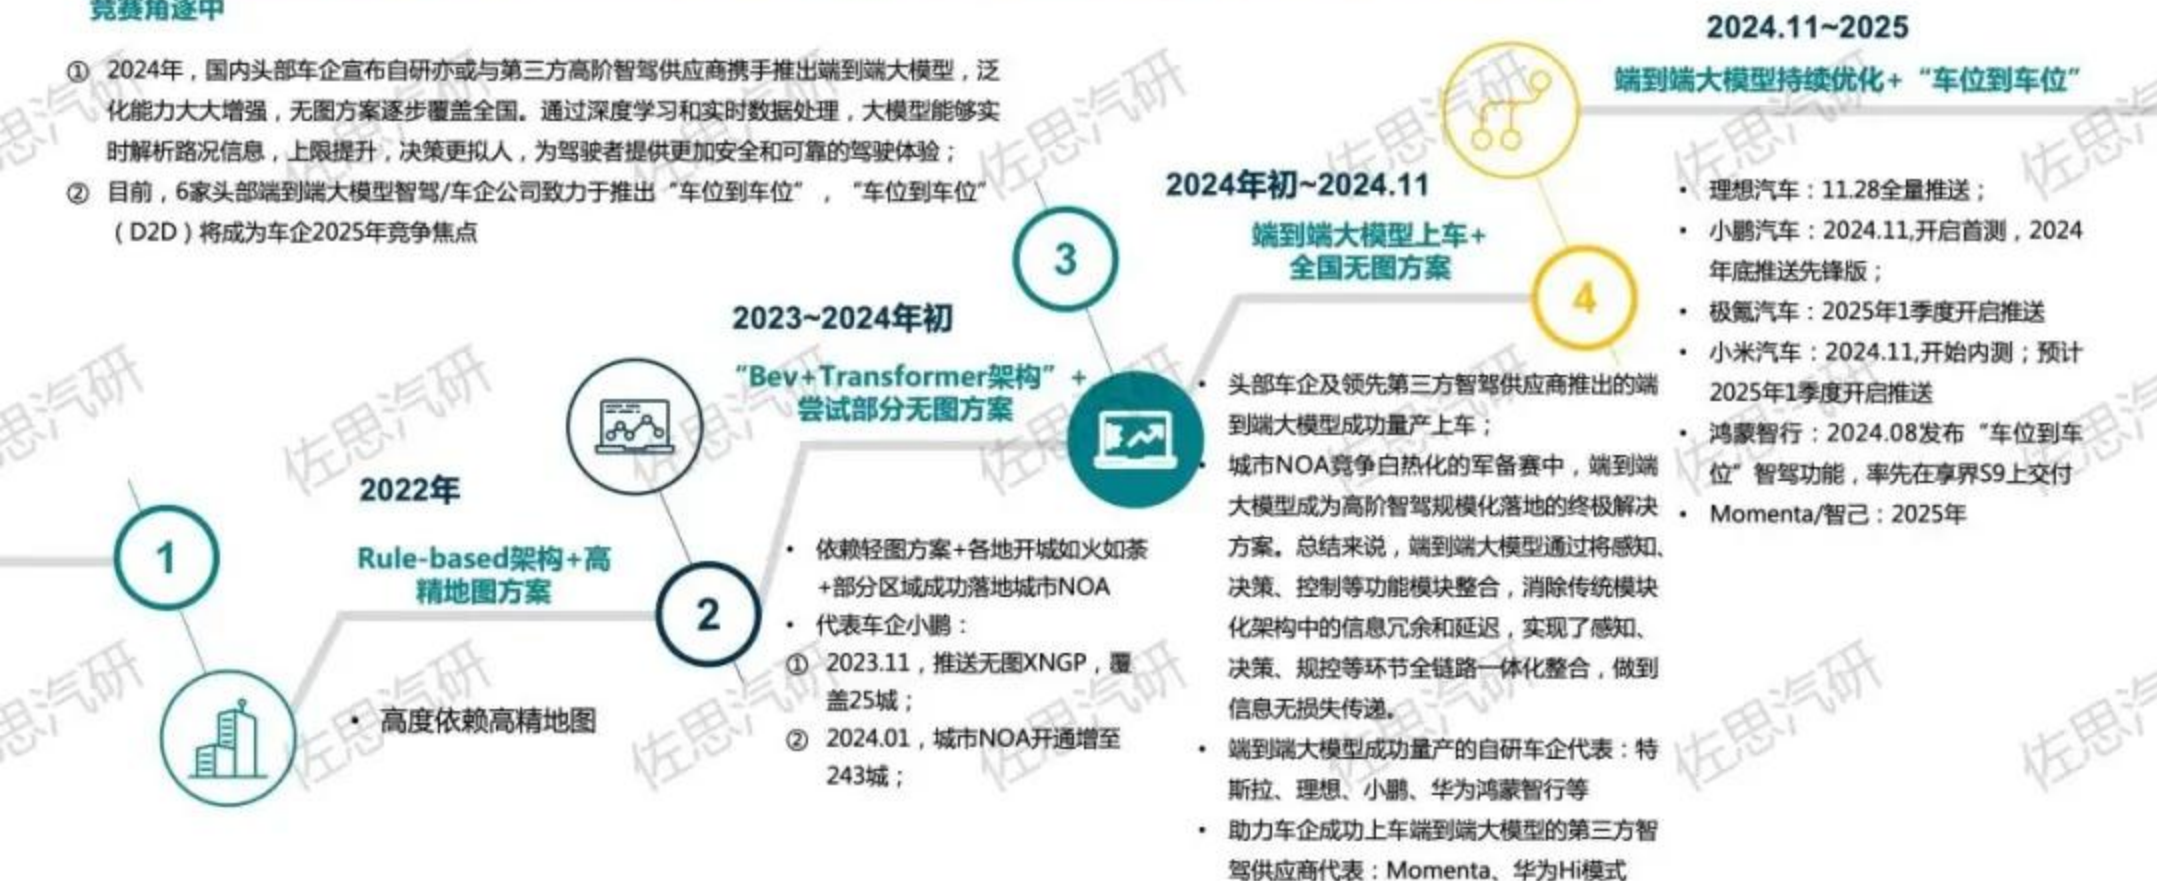 竞赛角逐中
① 2024年，国内头部车企宣布自研亦或与第三方高阶智驾供应商携手推出端到端大模型，泛
化能力大大增强，无图方案逐步覆盖全国。通过深度学习和实时数据处理，大模型能够实
时解析路况信息，上限提升，决策更拟人，为驾驶者提供更加安全和可靠的驾驶体验；
② 目前，6家头部端到端大模型智驾/车企公司致力于推出“车位到车位”，“车位到车位”
（D2D）将成为车企2025年竞争焦点
1
2022年
Rule-based架构+高
精地图方案
• 高度依赖高精地图
2
2023~2024年初
“Bev+Transformer架构”+
尝试部分无图方案
• 依赖轻图方案+各地开城如火如荼
+部分区域成功落地城市NOA
• 代表车企小鹏：
① 2023.11，推送无图XNGP，覆
盖25城；
② 2024.01，城市NOA开通增至
243城；
3
2024年初~2024.11
端到端大模型上车+
全国无图方案
• 头部车企及领先第三方智驾供应商推出的端
到端大模型成功量产上车；
• 城市NOA竞争白热化的军备赛中，端到端
大模型成为高阶智驾规模化落地的终极解决
方案。总结来说，端到端大模型通过将感知、
决策、控制等功能模块整合，消除传统模块
化架构中的信息冗余和延迟，实现了感知、
决策、规控等环节全链路一体化整合，做到
信息无损失传递。
• 端到端大模型成功量产的自研车企代表：特
斯拉、理想、小鹏、华为鸿蒙智行等
• 助力车企成功上车端到端大模型的第三方智
驾供应商代表：Momenta、华为Hi模式
4
2024.11~2025
端到端大模型持续优化+“车位到车位”
• 理想汽车：11.28全量推送；
• 小鹏汽车：2024.11,开启首测，2024
年底推送先锋版；
• 极氪汽车：2025年1季度开启推送
• 小米汽车：2024.11,开始内测；预计
2025年1季度开启推送
• 鸿蒙智行：2024.08发布“车位到车
位”智驾功能，率先在享界S9上交付
• Momenta/智己：2025年
佐思汽研